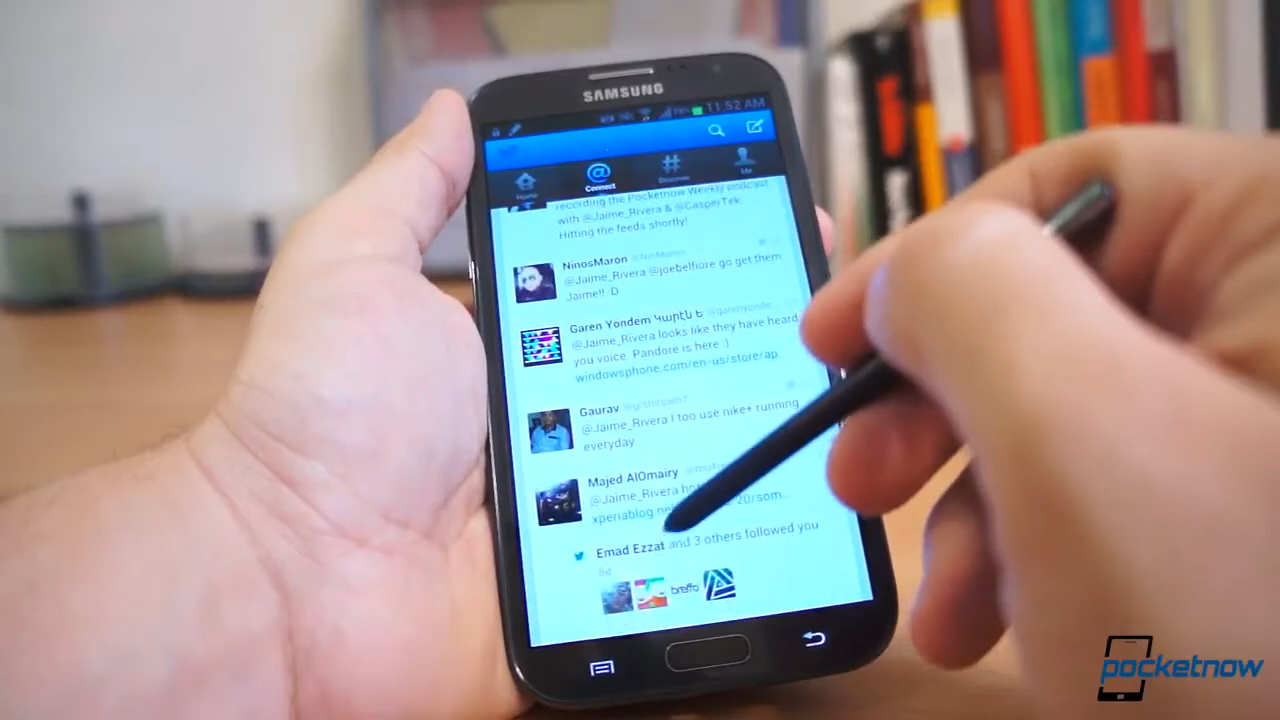 SAMSUNG
11:52 AM
Home
Connect
Discover
Me
recording the Pocketnow Weekly podcast
with @Jaime_Rivera & @CasperTek.
Hitting the feeds shortly!
NinosMaron
@Jaime_Rivera @joebelfiore go get them
Jaime!! :D
Garen Yondem Կարէն Ե @garenyonde...
@Jaime_Rivera looks like they have heard
you voice. Pandore is here :)
windowsphone.com/en-us/store/ap...
Gaurav
@Jaime_Rivera I too use nike+ running
everyday
Majed AlOmairy
@Jaime_Rivera
xperiablog.ne 20/som...
Emad Ezzat and 3 others followed you
6d
breffo
pocketnow